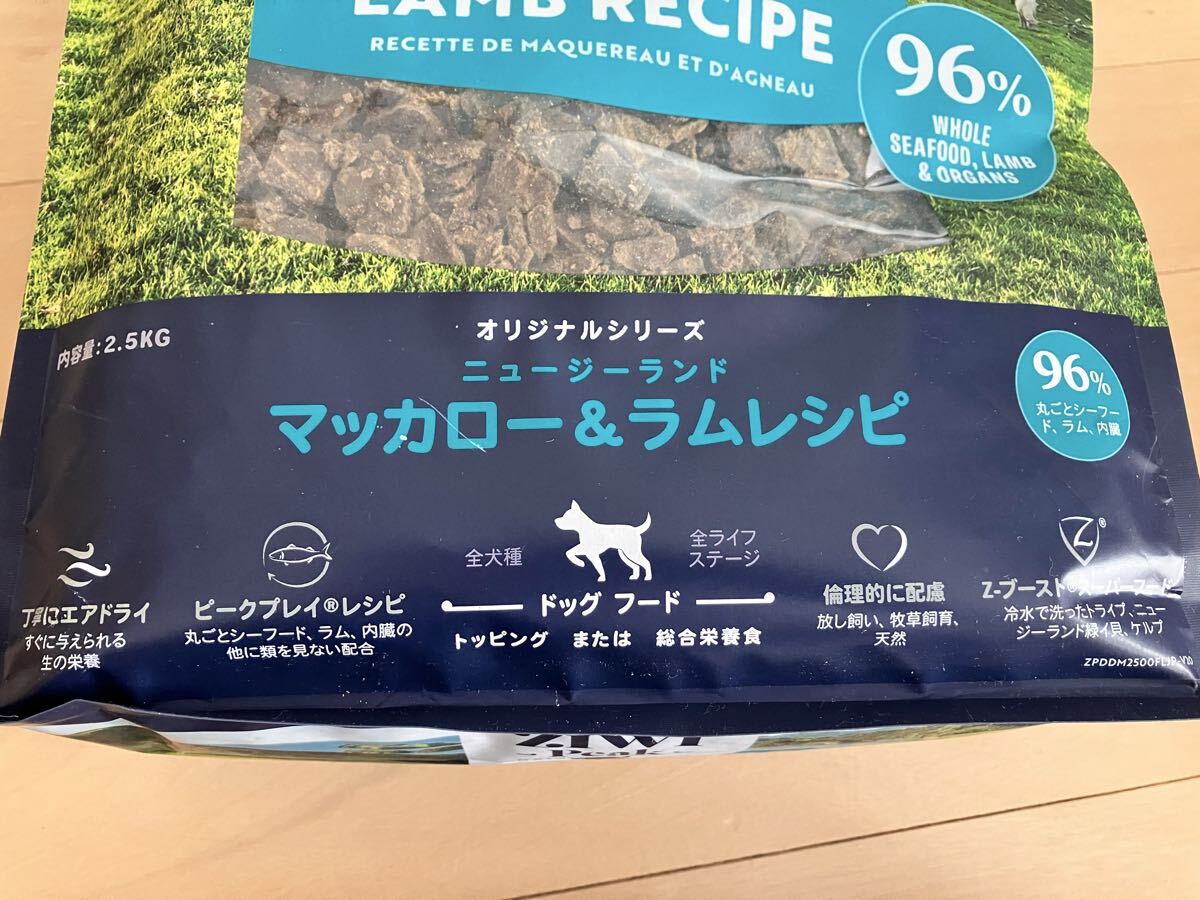 LAMB RECIPE
RECETTE DE MAQUEREAU ET D'AGNEAU
96%
WHOLE
SEAFOOD, LAMB
& ORGANS
内容量:2.5KG
オリジナルシリーズ
ニュージーランド
マッカロー&ラムレシピ
96%
丸ごとシーフー
ド、ラム、内臓
丁寧にエアドライ
すぐに与えられる
生の栄養
ピークプレイ®レシピ
丸ごとシーフード、ラム、内臓の
他に類を見ない配合
全犬種
全ライフ
ステージ
ドッグ フード
トッピング または 総合栄養食
倫理的に配慮
放し飼い、牧草飼育、
天然
Z®
Z-ブースト®スーパーフード
冷水で洗ったトライプ、ニュー
ジーランド緑イ貝、ケルプ
ZPDDM2500FLJP-V10
ZIWI
Peak